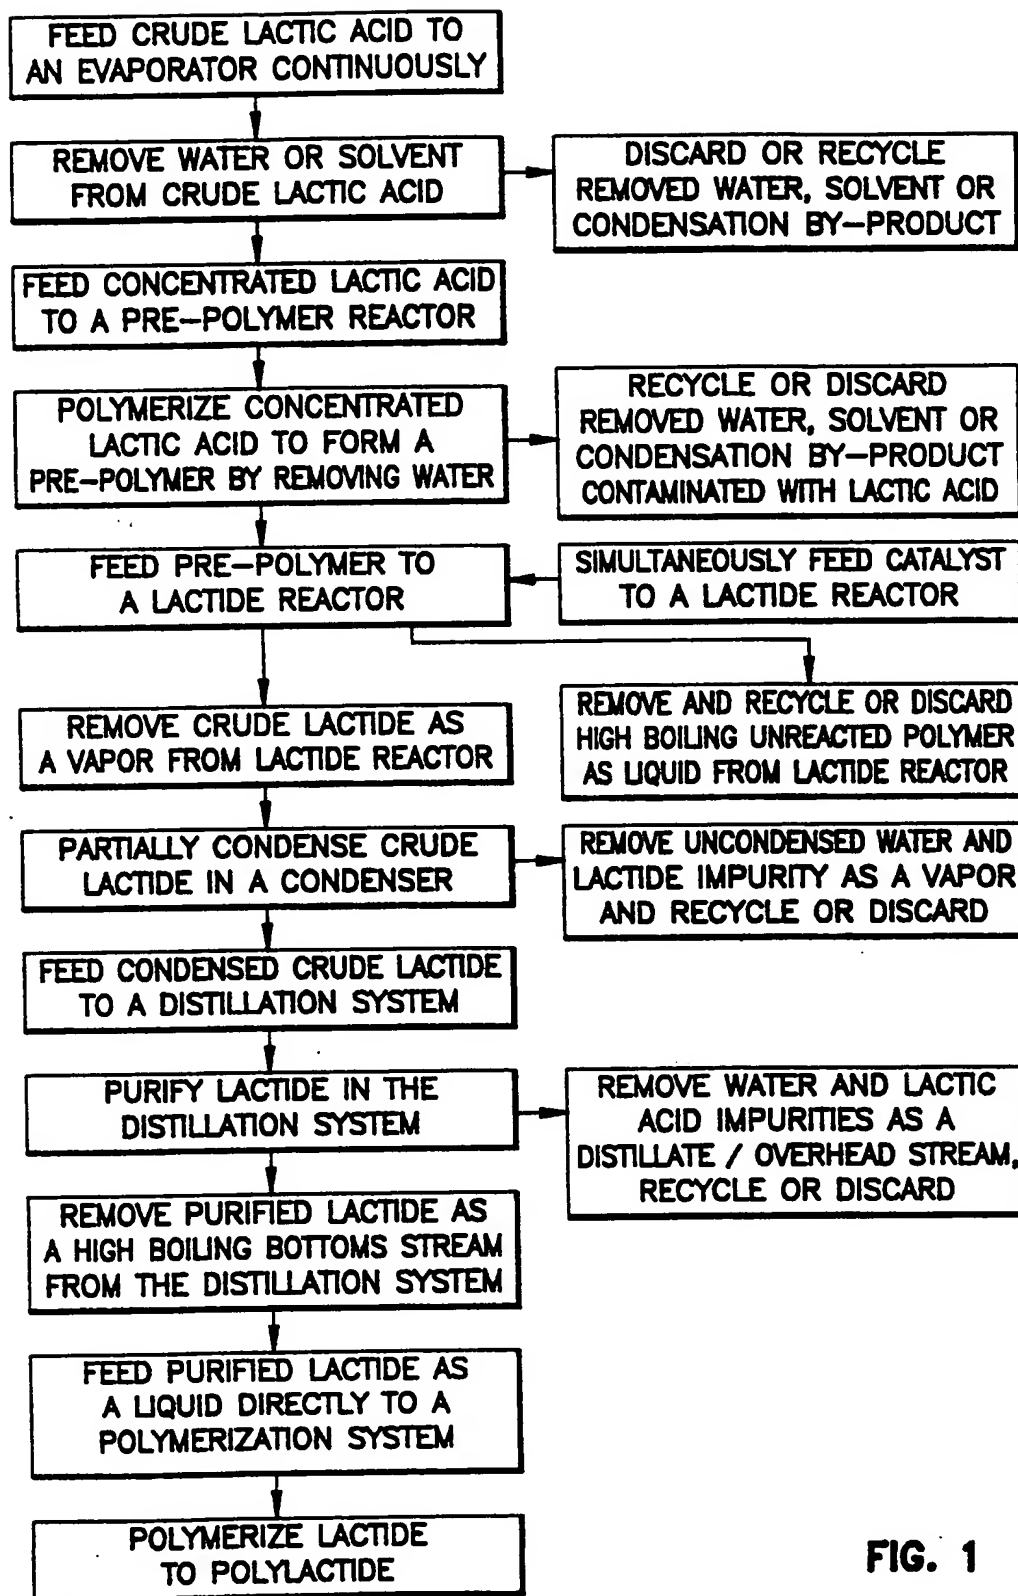 FEED CRUDE LACTIC ACID TO
AN EVAPORATOR CONTINUOUSLY
REMOVE WATER OR SOLVENT
FROM CRUDE LACTIC ACID
DISCARD OR RECYCLE
REMOVED WATER, SOLVENT OR
CONDENSATION BY-PRODUCT
FEED CONCENTRATED LACTIC ACID
TO A PRE-POLYMER REACTOR
POLYMERIZE CONCENTRATED
LACTIC ACID TO FORM A
PRE-POLYMER BY REMOVING WATER
RECYCLE OR DISCARD
REMOVED WATER, SOLVENT OR
CONDENSATION BY-PRODUCT
CONTAMINATED WITH LACTIC ACID
FEED PRE-POLYMER TO
A LACTIDE REACTOR
SIMULTANEOUSLY FEED CATALYST
TO A LACTIDE REACTOR
REMOVE CRUDE LACTIDE AS
A VAPOR FROM LACTIDE REACTOR
REMOVE AND RECYCLE OR DISCARD
HIGH BOILING UNREACTED POLYMER
AS LIQUID FROM LACTIDE REACTOR
PARTIALLY CONDENSE CRUDE
LACTIDE IN A CONDENSER
REMOVE UNCONDENSED WATER AND
LACTIDE IMPURITY AS A VAPOR
AND RECYCLE OR DISCARD
FEED CONDENSED CRUDE LACTIDE
TO A DISTILLATION SYSTEM
PURIFY LACTIDE IN THE
DISTILLATION SYSTEM
REMOVE WATER AND LACTIC
ACID IMPURITIES AS A
DISTILLATE / OVERHEAD STREAM,
RECYCLE OR DISCARD
REMOVE PURIFIED LACTIDE AS
A HIGH BOILING BOTTOMS STREAM
FROM THE DISTILLATION SYSTEM
FEED PURIFIED LACTIDE AS
A LIQUID DIRECTLY TO A
POLYMERIZATION SYSTEM
POLYMERIZE LACTIDE
TO POLYLACTIDE
FIG. 1